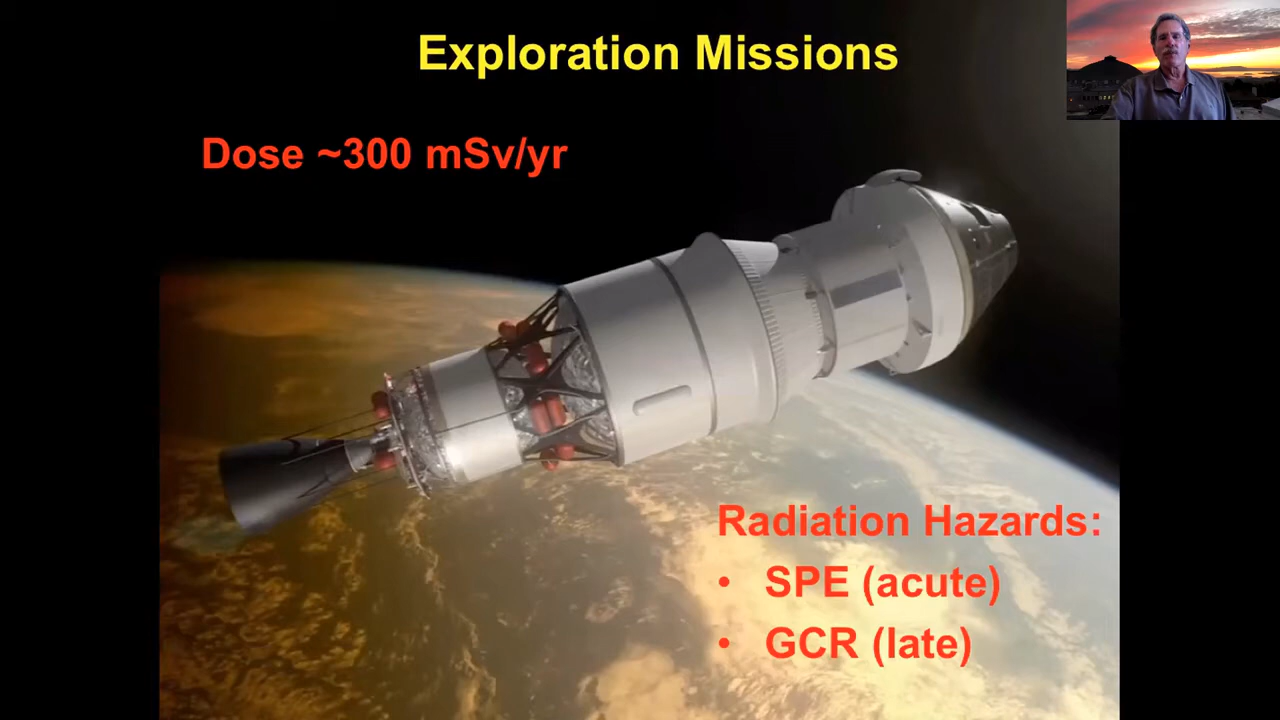 Exploration Missions
Dose ~300 mSv/yr
Radiation Hazards:
• SPE (acute)
• GCR (late)